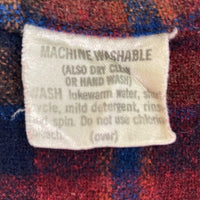 MACHINE WASHABLE
(ALSO DRY CLEAN
OR HAND WASH)
WASH lukewarm water, short
cycle, mild detergent, rinse
and spin. Do not use chlorine
bleach. (over)